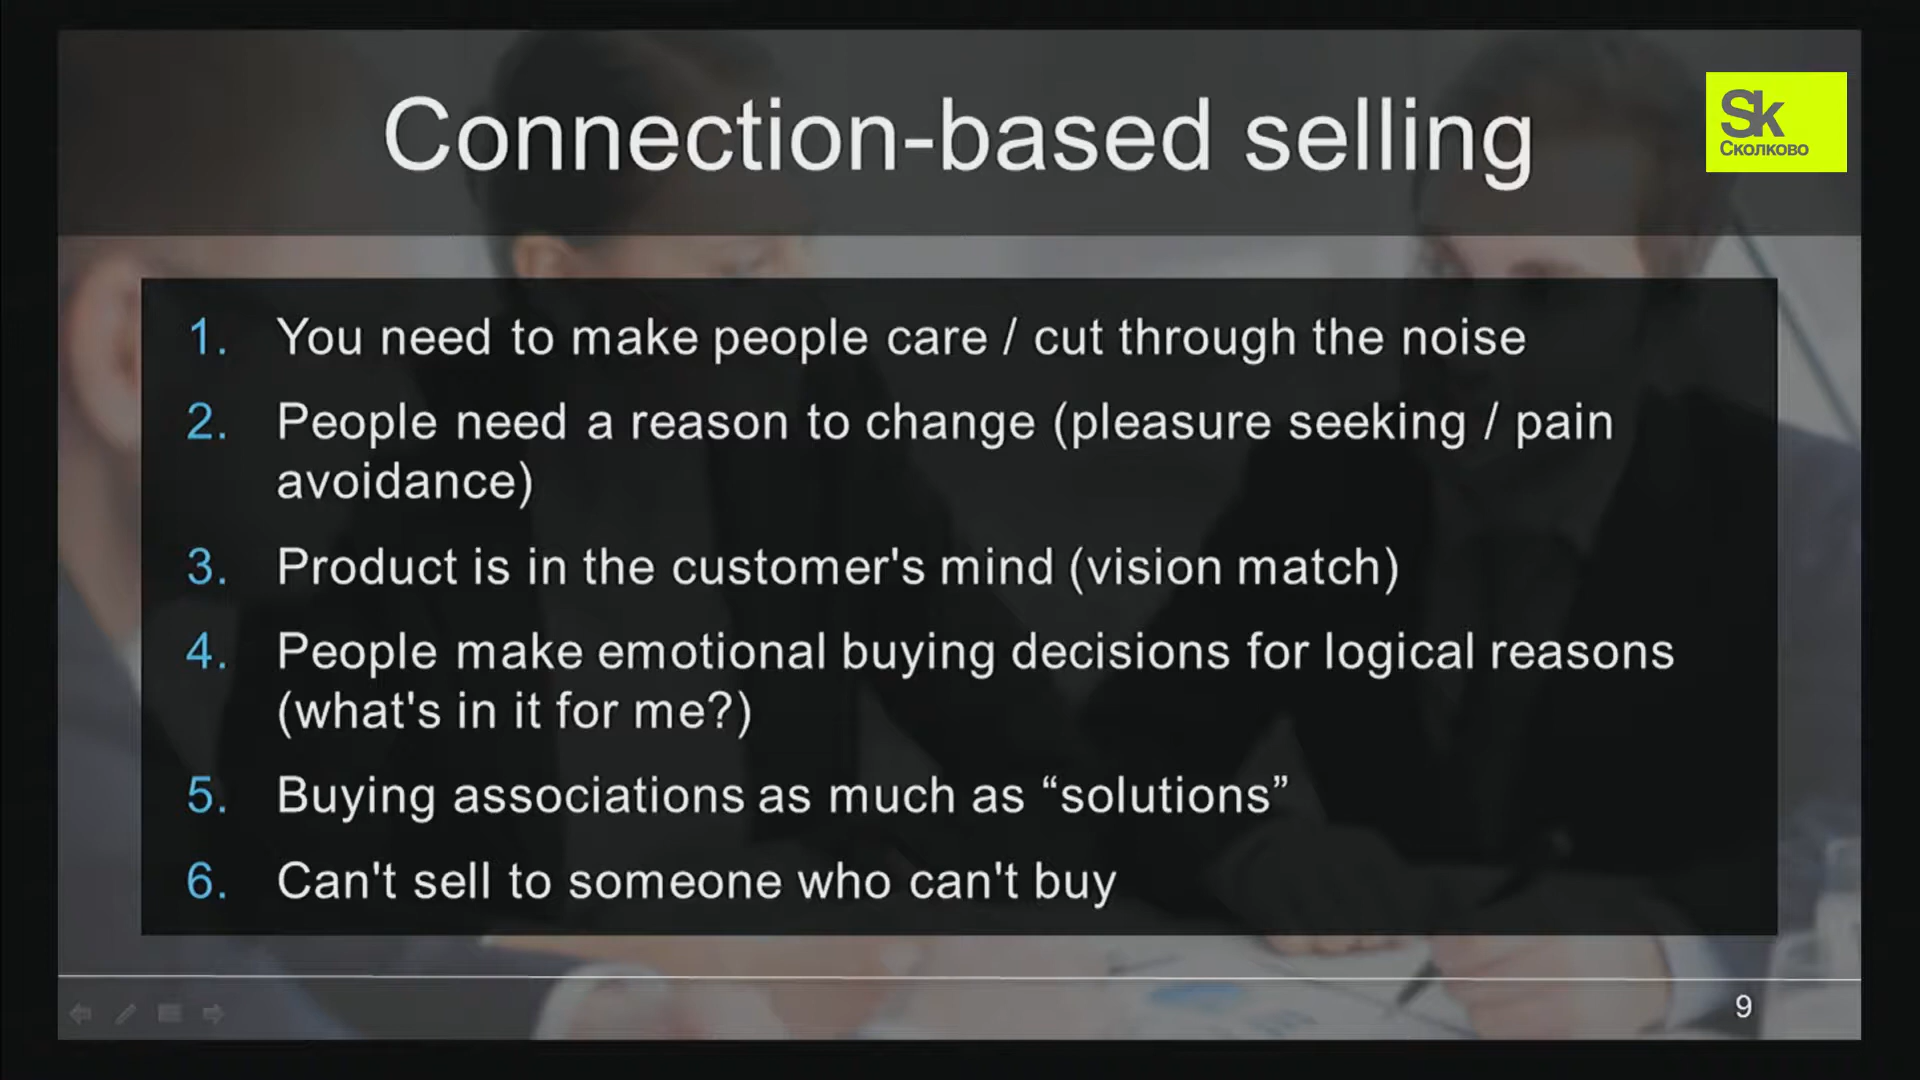 Connection-based selling
Sk
Сколково
1. You need to make people care / cut through the noise
2. People need a reason to change (pleasure seeking / pain
avoidance)
3. Product is in the customer's mind (vision match)
4. People make emotional buying decisions for logical reasons
(what's in it for me?)
5. Buying associations as much as “solutions”
6. Can't sell to someone who can't buy
9